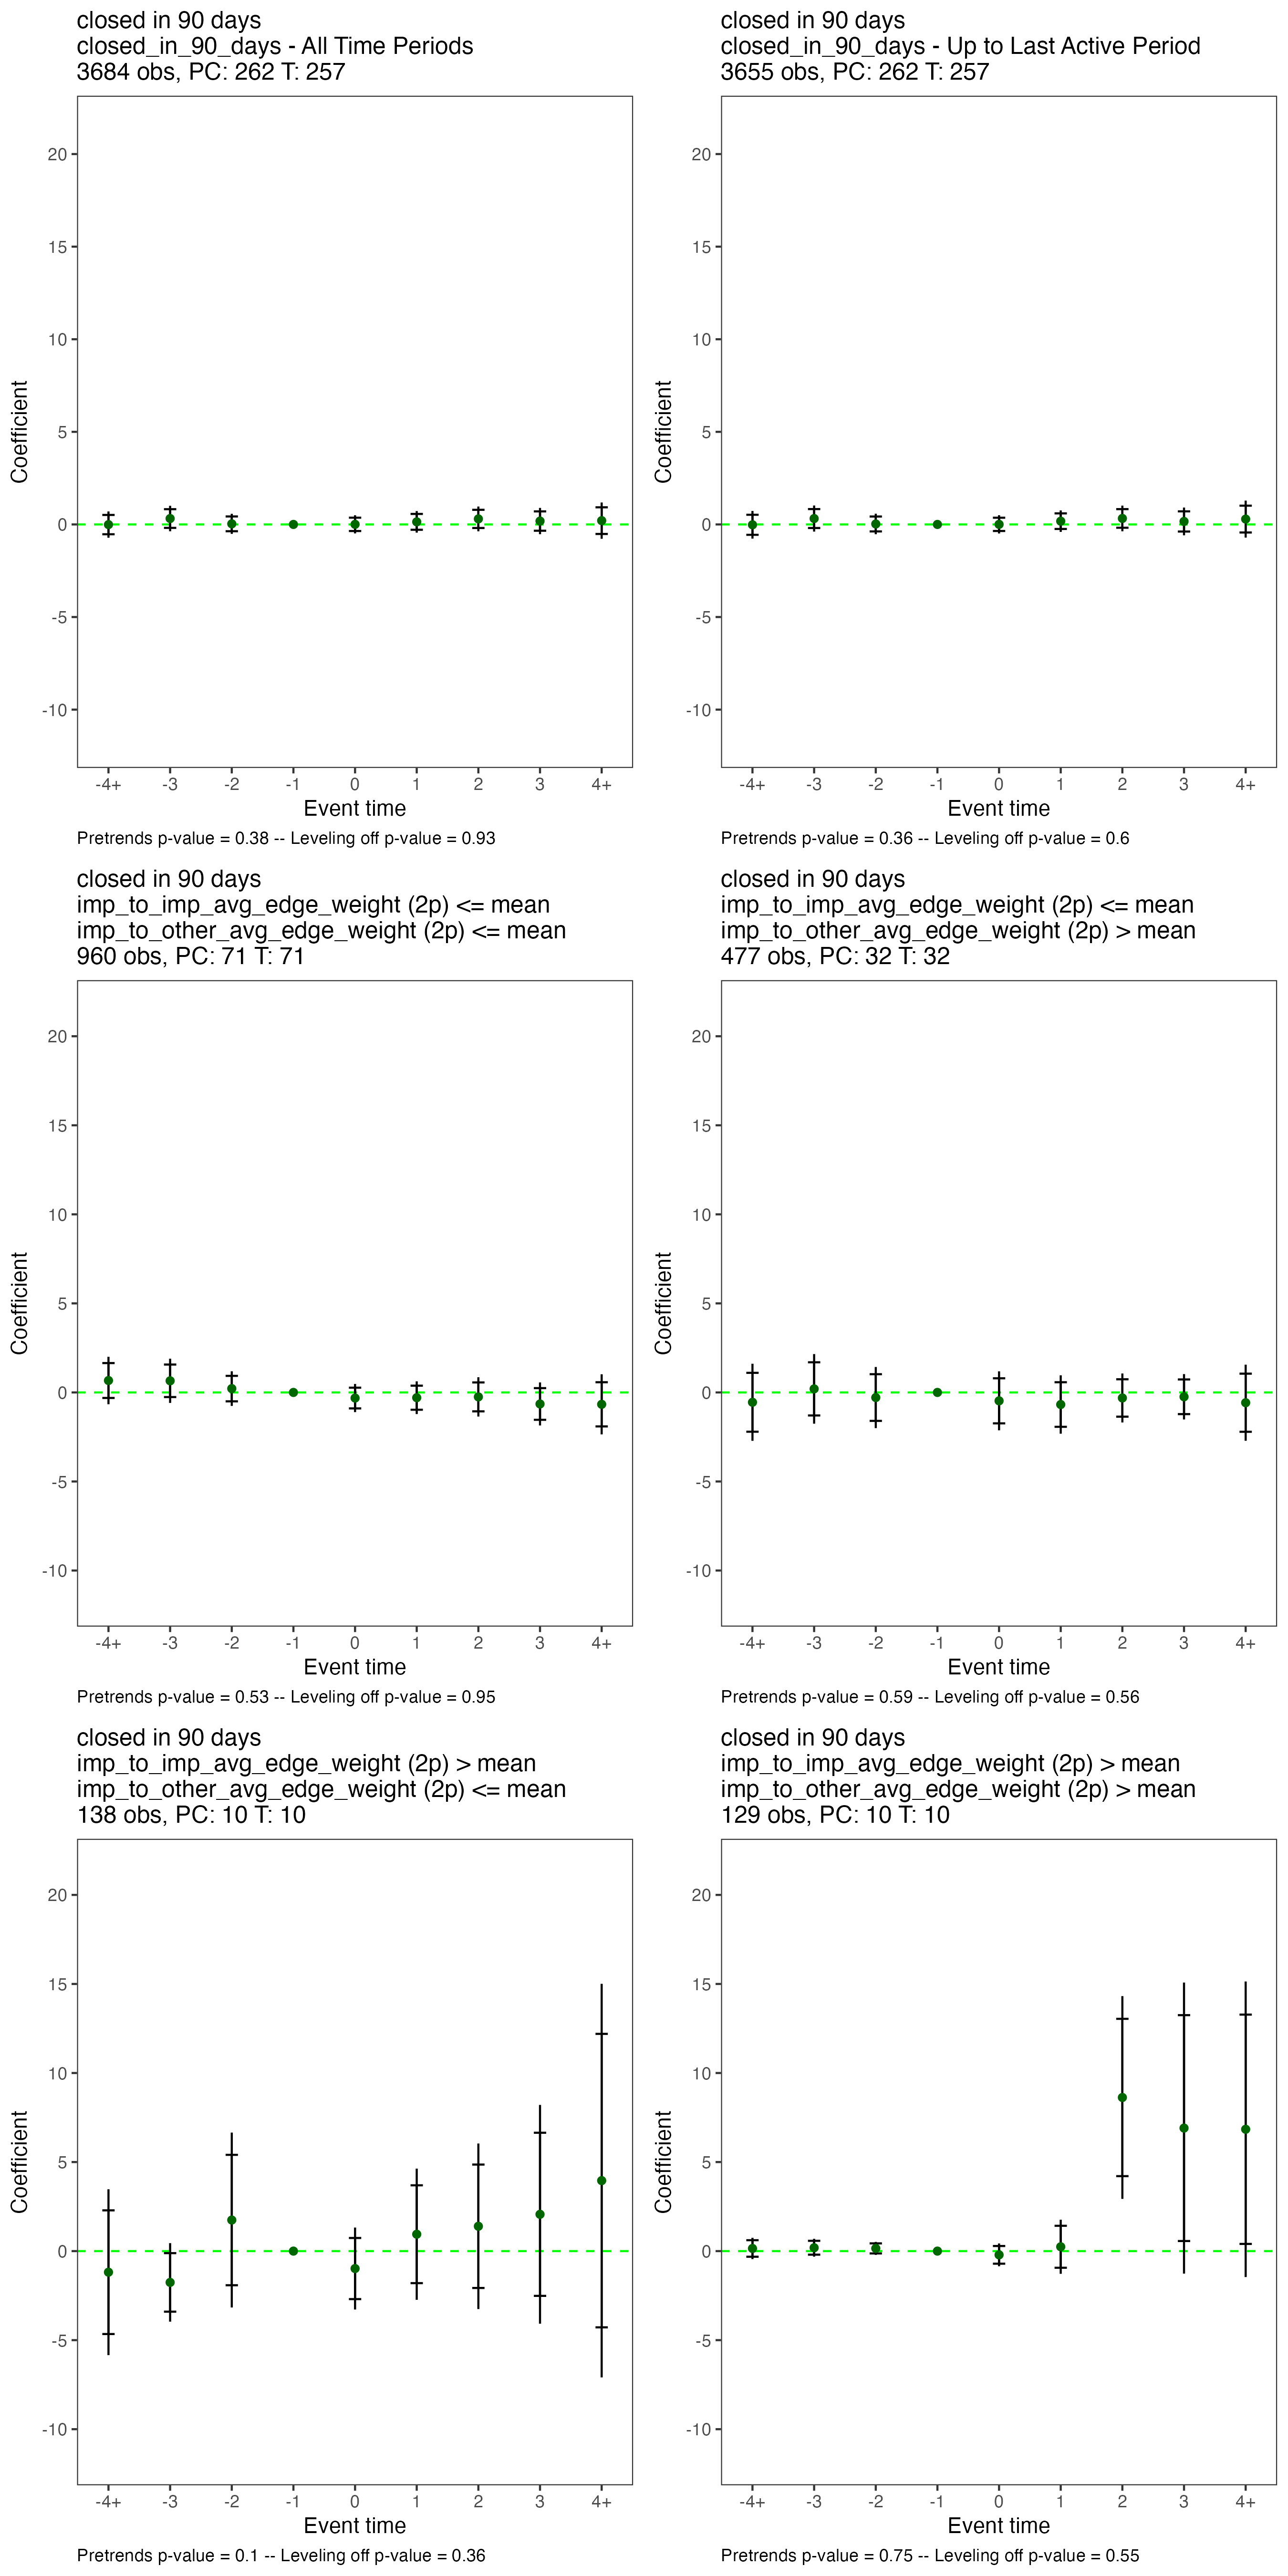 closed in 90 days
closed_in_90_days - All Time Periods
3684 obs, PC: 262 T: 257
20
15
10
5
0
-5
-10
Coefficient
-4+ -3 -2 -1 0 1 2 3 4+
Event time
Pretrends p-value = 0.38 -- Leveling off p-value = 0.93
closed in 90 days
closed_in_90_days - Up to Last Active Period
3655 obs, PC: 262 T: 257
20
15
10
5
0
-5
-10
Coefficient
-4+ -3 -2 -1 0 1 2 3 4+
Event time
Pretrends p-value = 0.36 -- Leveling off p-value = 0.6
closed in 90 days
imp_to_imp_avg_edge_weight (2p) <= mean
imp_to_other_avg_edge_weight (2p) <= mean
960 obs, PC: 71 T: 71
20
15
10
5
0
-5
-10
Coefficient
-4+ -3 -2 -1 0 1 2 3 4+
Event time
Pretrends p-value = 0.53 -- Leveling off p-value = 0.95
closed in 90 days
imp_to_imp_avg_edge_weight (2p) <= mean
imp_to_other_avg_edge_weight (2p) > mean
477 obs, PC: 32 T: 32
20
15
10
5
0
-5
-10
Coefficient
-4+ -3 -2 -1 0 1 2 3 4+
Event time
Pretrends p-value = 0.59 -- Leveling off p-value = 0.56
closed in 90 days
imp_to_imp_avg_edge_weight (2p) > mean
imp_to_other_avg_edge_weight (2p) <= mean
138 obs, PC: 10 T: 10
20
15
10
5
0
-5
-10
Coefficient
-4+ -3 -2 -1 0 1 2 3 4+
Event time
Pretrends p-value = 0.1 -- Leveling off p-value = 0.36
closed in 90 days
imp_to_imp_avg_edge_weight (2p) > mean
imp_to_other_avg_edge_weight (2p) > mean
129 obs, PC: 10 T: 10
20
15
10
5
0
-5
-10
Coefficient
-4+ -3 -2 -1 0 1 2 3 4+
Event time
Pretrends p-value = 0.75 -- Leveling off p-value = 0.55